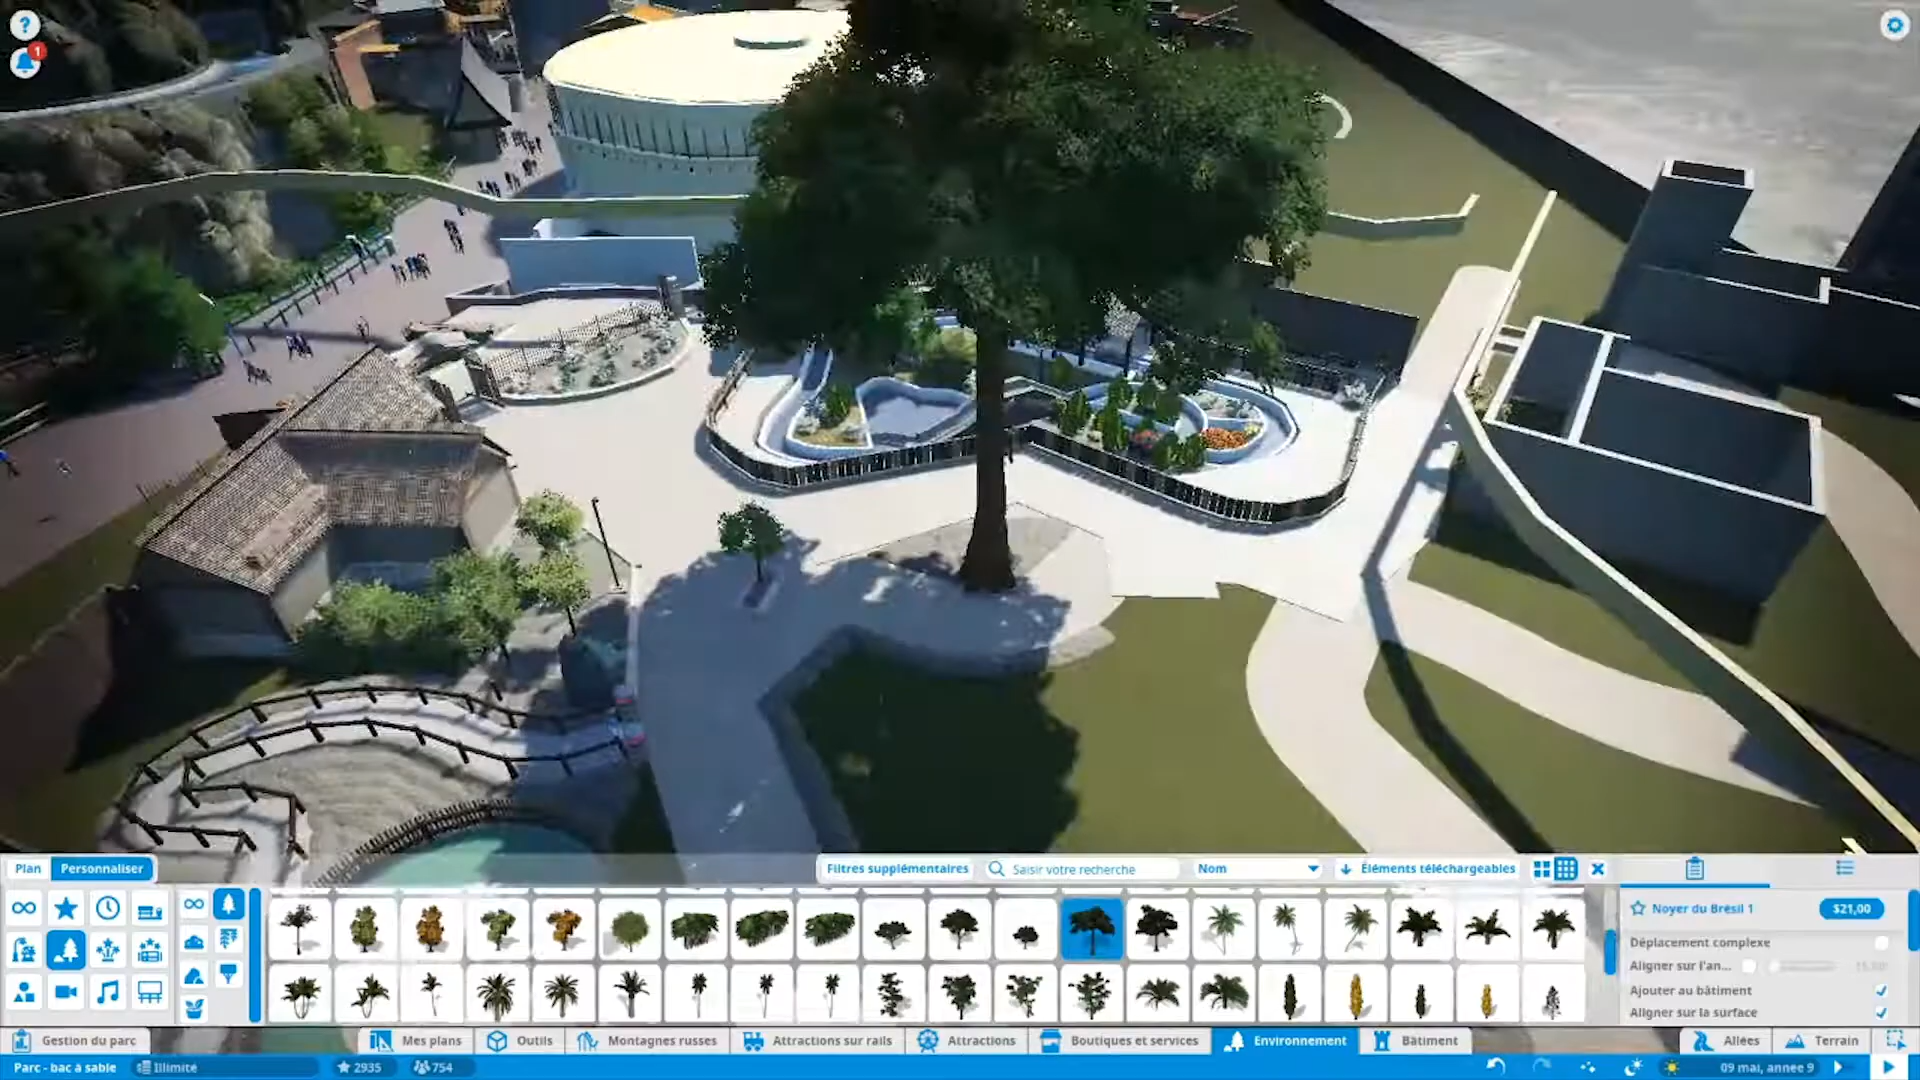 ?
1
Plan
Personnaliser
Filtres supplémentaires
Saisir votre recherche
Nom
Éléments téléchargeables
Noyer du Brésil 1
$21,00
Déplacement complexe
Aligner sur l'an...
Ajouter au bâtiment
Aligner sur la surface
Gestion du parc
Mes plans
Outils
Montagnes russes
Attractions sur rails
Attractions
Boutiques et services
Environnement
Bâtiment
Allées
Terrain
Parc - bac à sable
Illimité
2935
754
09 mai, année 9